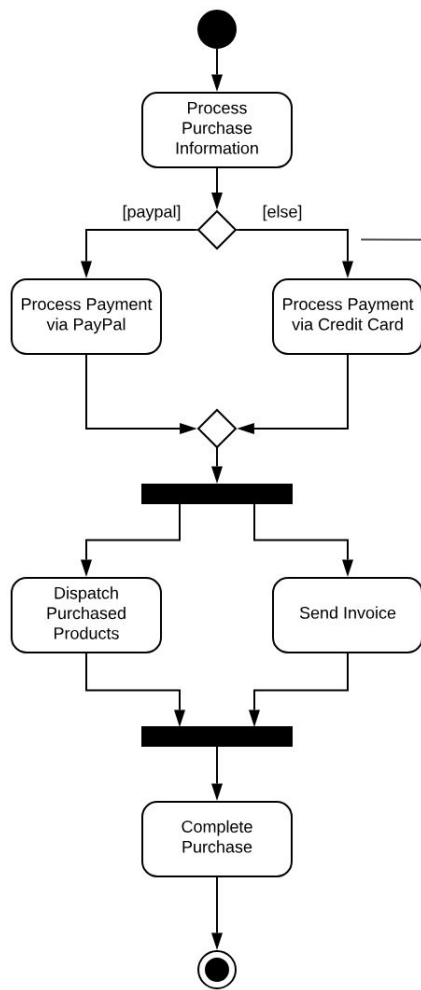 Process
Purchase
Information
[paypal]
[else]
Process Payment
via PayPal
Process Payment
via Credit Card
Dispatch
Purchased
Products
Send Invoice
Complete
Purchase